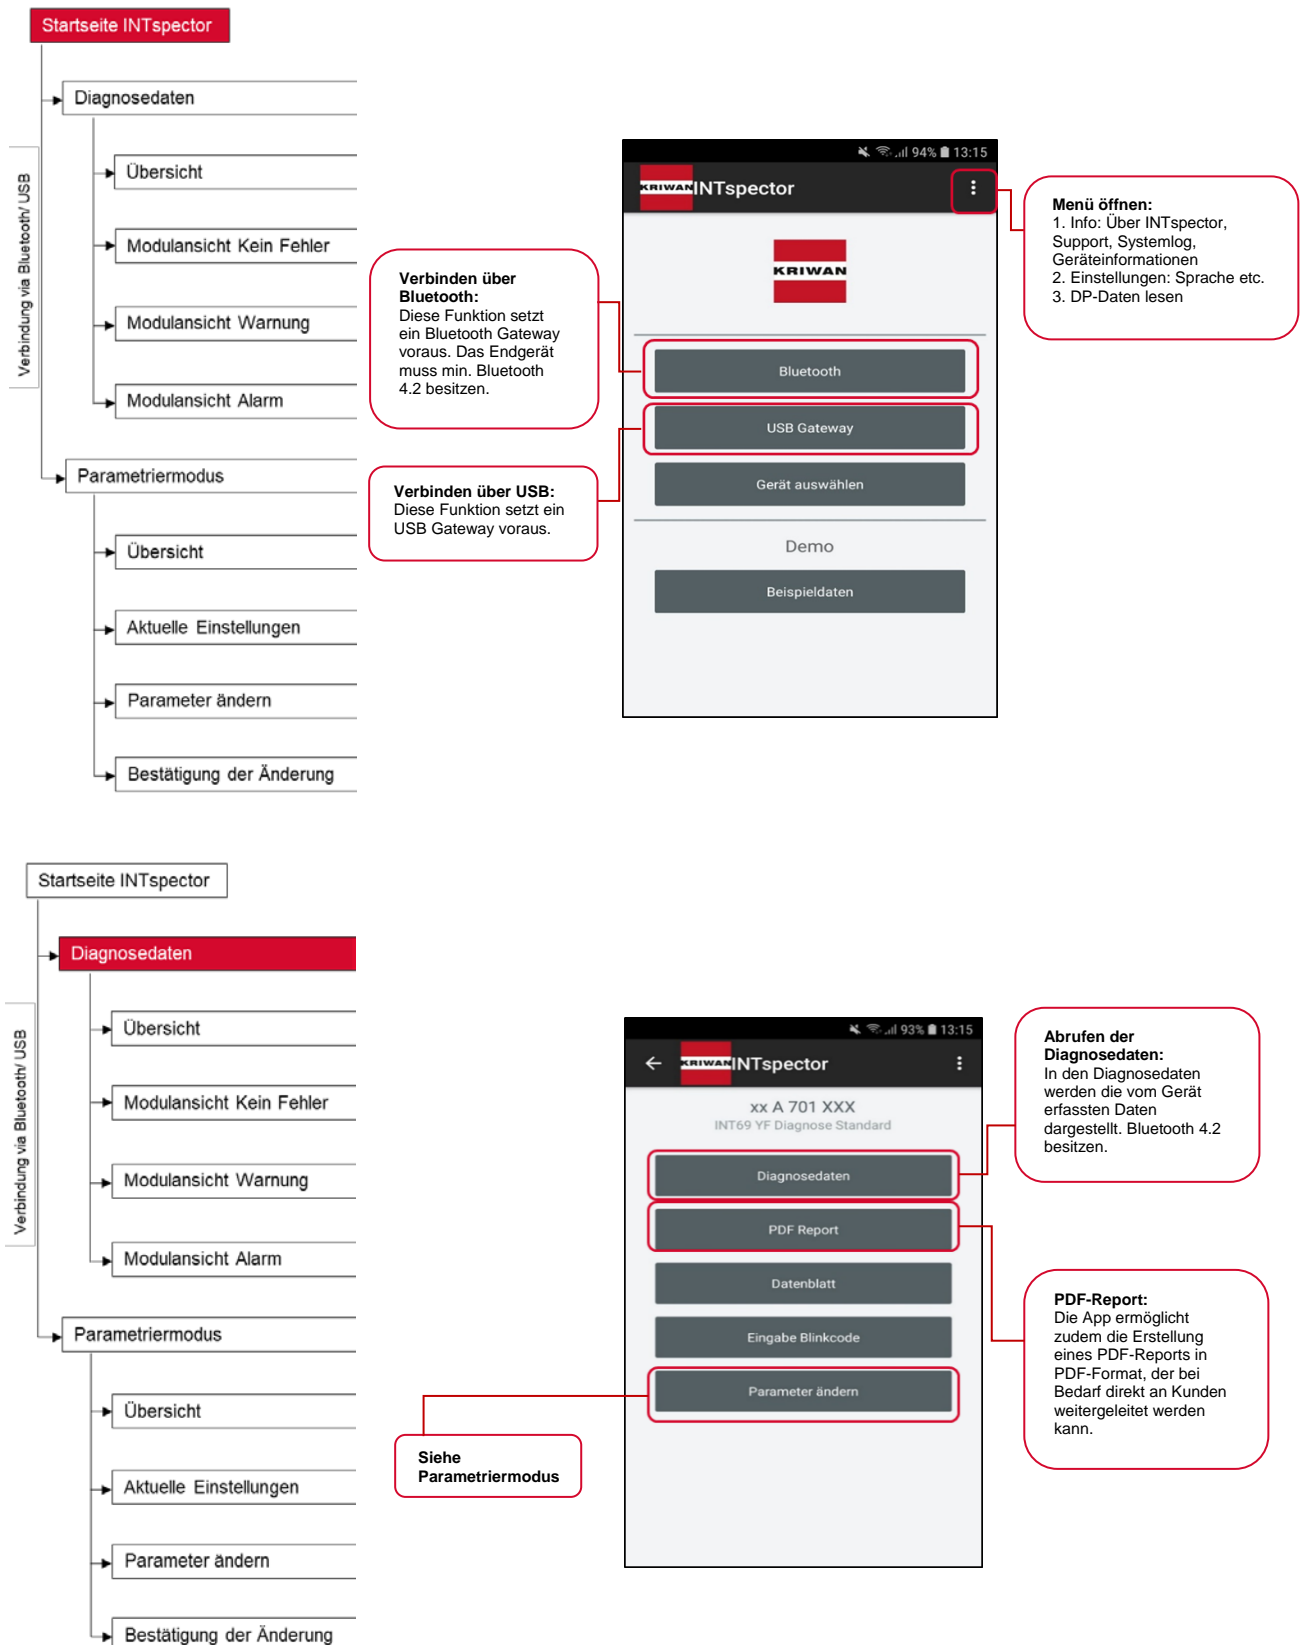 Startseite INTspector
Diagnosedaten
Übersicht
Modulansicht Kein Fehler
Modulansicht Warnung
Modulansicht Alarm
Parametriermodus
Übersicht
Aktuelle Einstellungen
Parameter ändern
Bestätigung der Änderung
Verbindung via Bluetooth/ USB
Verbinden über
Bluetooth:
Diese Funktion setzt
ein Bluetooth Gateway
voraus. Das Endgerät
muss min. Bluetooth
4.2 besitzen.
Verbinden über USB:
Diese Funktion setzt ein
USB Gateway voraus.
94% 13:15
KRIWAN INTspector
KRIWAN
Bluetooth
USB Gateway
Gerät auswählen
Demo
Beispieldaten
Menü öffnen:
1. Info: Über INTspector,
Support, Systemlog,
Geräteinformationen
2. Einstellungen: Sprache etc.
3. DP-Daten lesen
Startseite INTspector
Diagnosedaten
Übersicht
Modulansicht Kein Fehler
Modulansicht Warnung
Modulansicht Alarm
Parametriermodus
Übersicht
Aktuelle Einstellungen
Parameter ändern
Bestätigung der Änderung
Verbindung via Bluetooth/ USB
Siehe
Parametriermodus
93% 13:15
KRIWAN INTspector
xx A 701 XXX
INT69 YF Diagnose Standard
Diagnosedaten
PDF Report
Datenblatt
Eingabe Blinkcode
Parameter ändern
Abrufen der
Diagnosedaten:
In den Diagnosedaten
werden die vom Gerät
erfassten Daten
dargestellt. Bluetooth 4.2
besitzen.
PDF-Report:
Die App ermöglicht
zudem die Erstellung
eines PDF-Reports in
PDF-Format, der bei
Bedarf direkt an Kunden
weitergeleitet werden
kann.